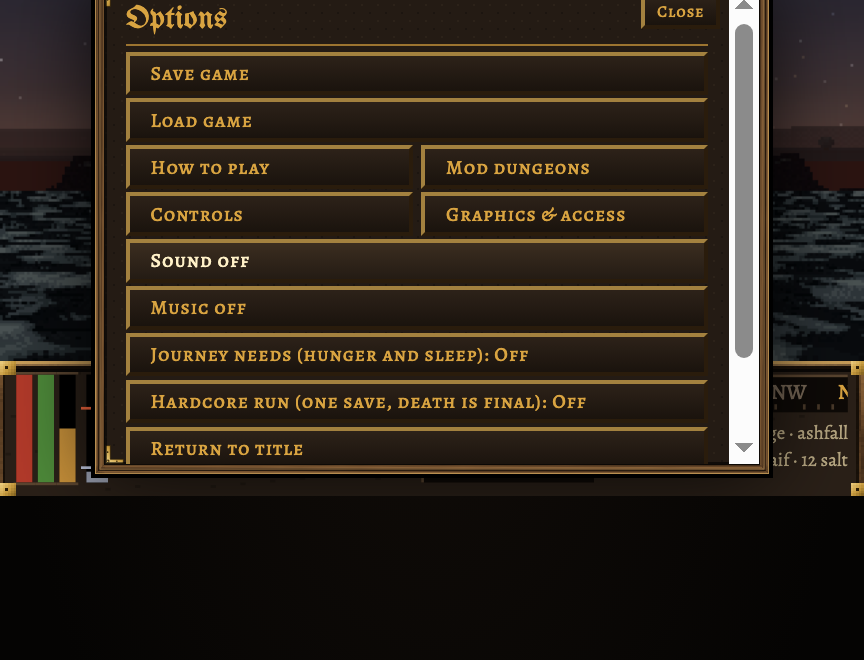 Options
Close
Save game
Load game
How to play
Mod dungeons
Controls
Graphics & access
Sound off
Music off
Journey needs (hunger and sleep): Off
Hardcore run (one save, death is final): Off
Return to title
NW
ashfall
12 salt